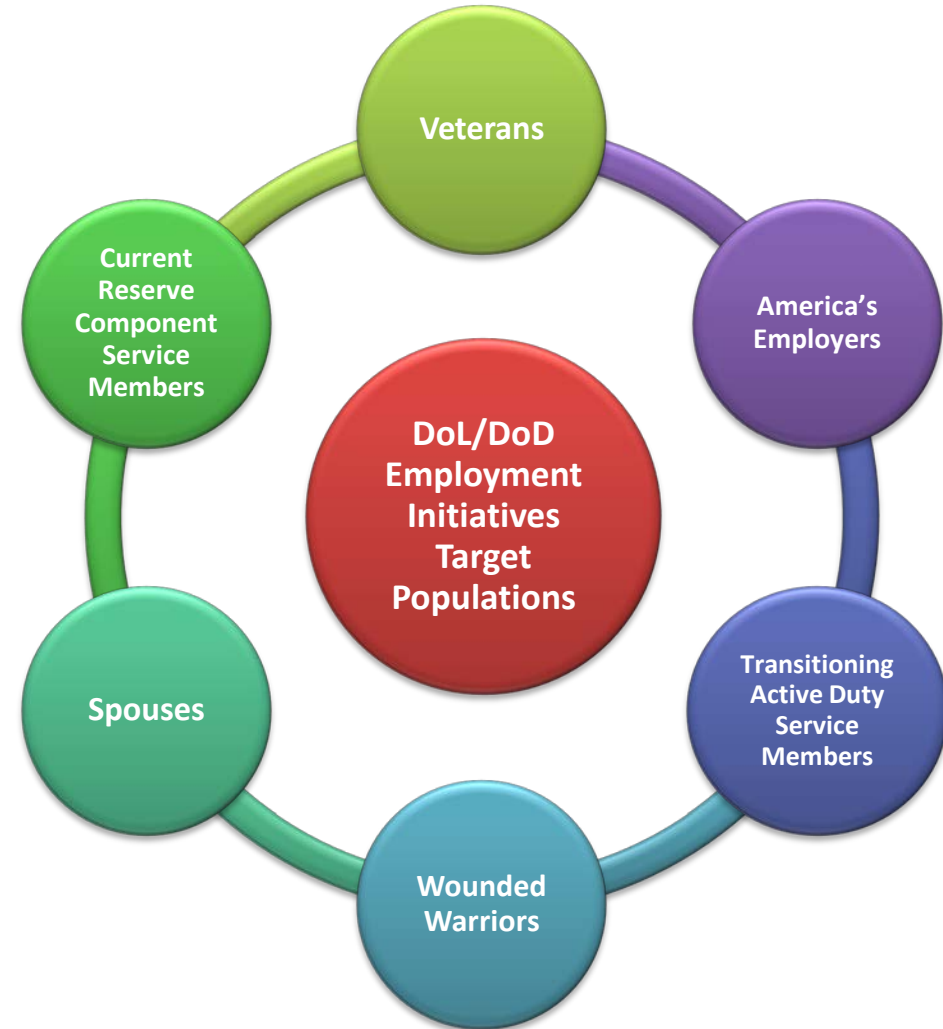 Veterans
America’s
Employers
Transitioning
Active Duty
Service
Members
Wounded
Warriors
Spouses
Current
Reserve
Component
Service
Members
DoL/DoD
Employment
Initiatives
Target
Populations